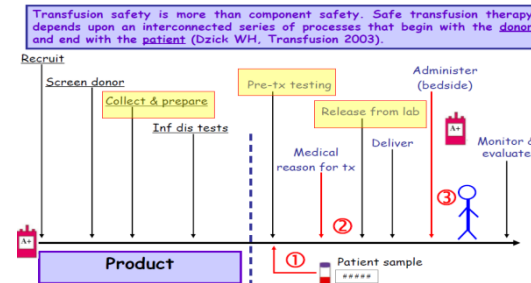 Transfusion safety is more than component safety. Safe transfusion therapy
depends upon an interconnected series of processes that begin with the donor
and end with the patient (Dzick WH, Transfusion 2003).
Recruit
Screen donor
Collect & prepare
Inf dis tests
Pre-tx testing
Medical
reason for tx
Release from lab
Deliver
Administer
(bedside)
A+
Monitor &
evaluate
①
②
③
A+
Product
Patient sample
#####